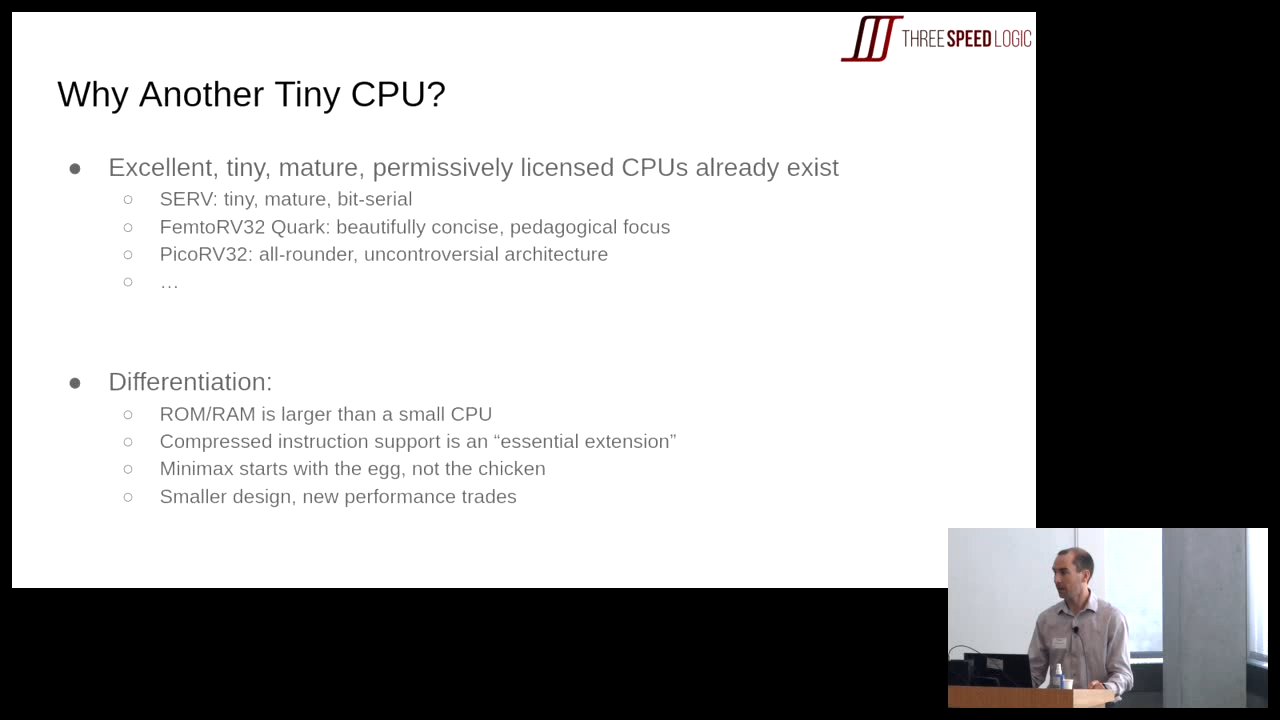 THREE SPEED LOGIC
Why Another Tiny CPU?
● Excellent, tiny, mature, permissively licensed CPUs already exist
○ SERV: tiny, mature, bit-serial
○ FemtoRV32 Quark: beautifully concise, pedagogical focus
○ PicoRV32: all-rounder, uncontroversial architecture
○ …
● Differentiation:
○ ROM/RAM is larger than a small CPU
○ Compressed instruction support is an “essential extension”
○ Minimax starts with the egg, not the chicken
○ Smaller design, new performance trades